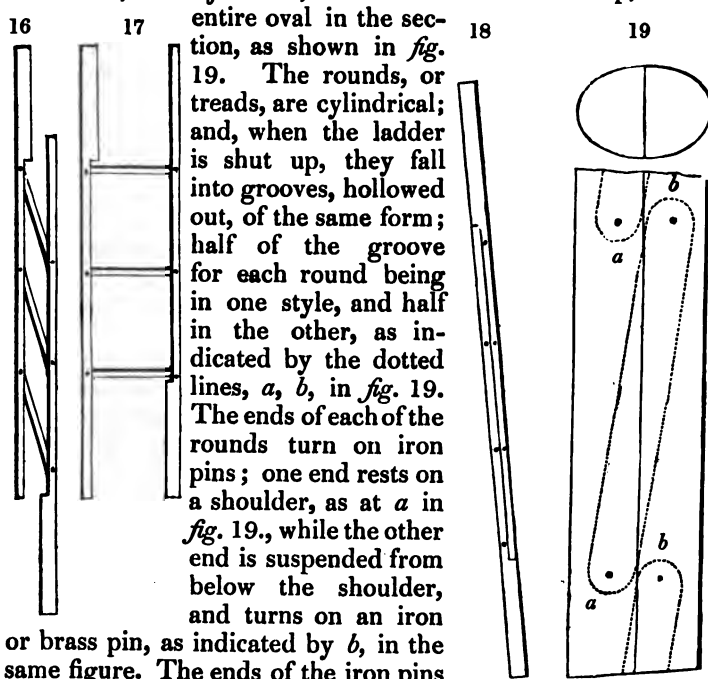 16
17
18
19
entire oval in the sec-
tion, as shown in fig.
19. The rounds, or
treads, are cylindrical;
and, when the ladder
is shut up, they fall
into grooves, hollowed
out, of the same form;
half of the groove
for each round being
in one style, and half
in the other, as in-
dicated by the dotted
lines, a, b, in fig. 19.
The ends of each of the
rounds turn on iron
pins; one end rests on
a shoulder, as at a in
fig. 19., while the other
end is suspended from
below the shoulder,
and turns on an iron
or brass pin, as indicated by b, in the
same figure. The ends of the iron pins
b
a
b
a